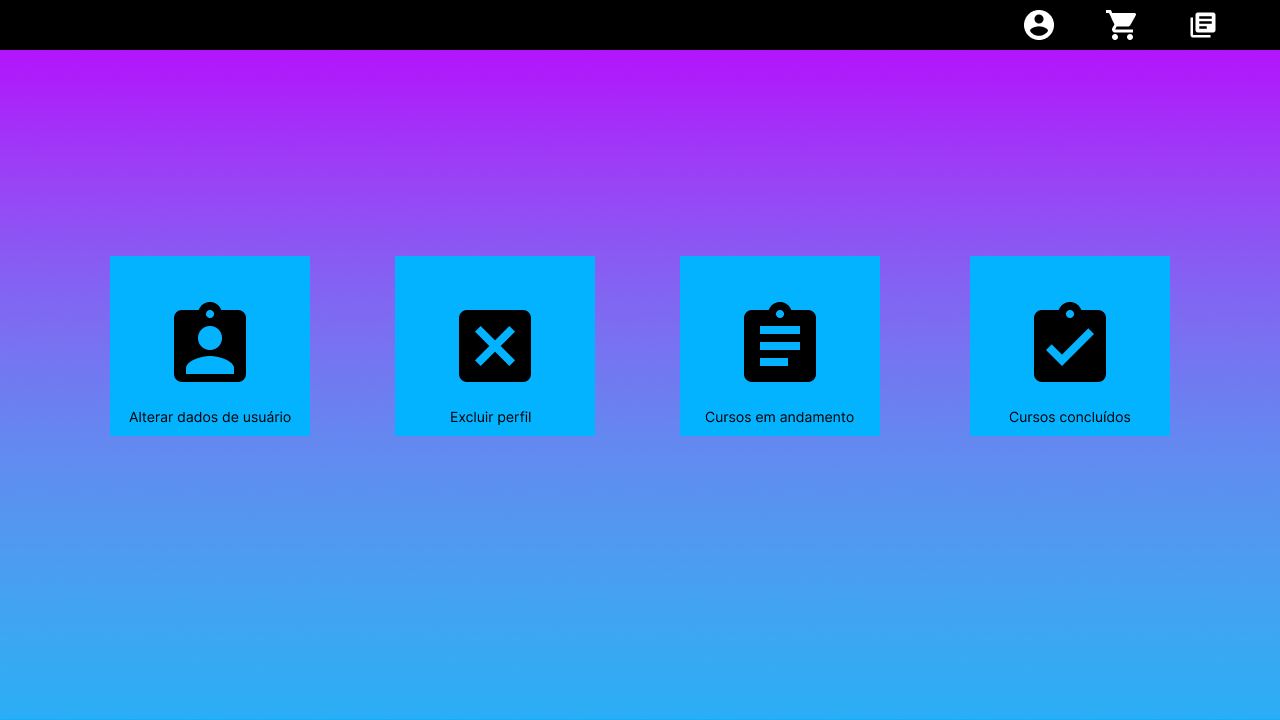 Alterar dados de usuário
Excluir perfil
Cursos em andamento
Cursos concluídos